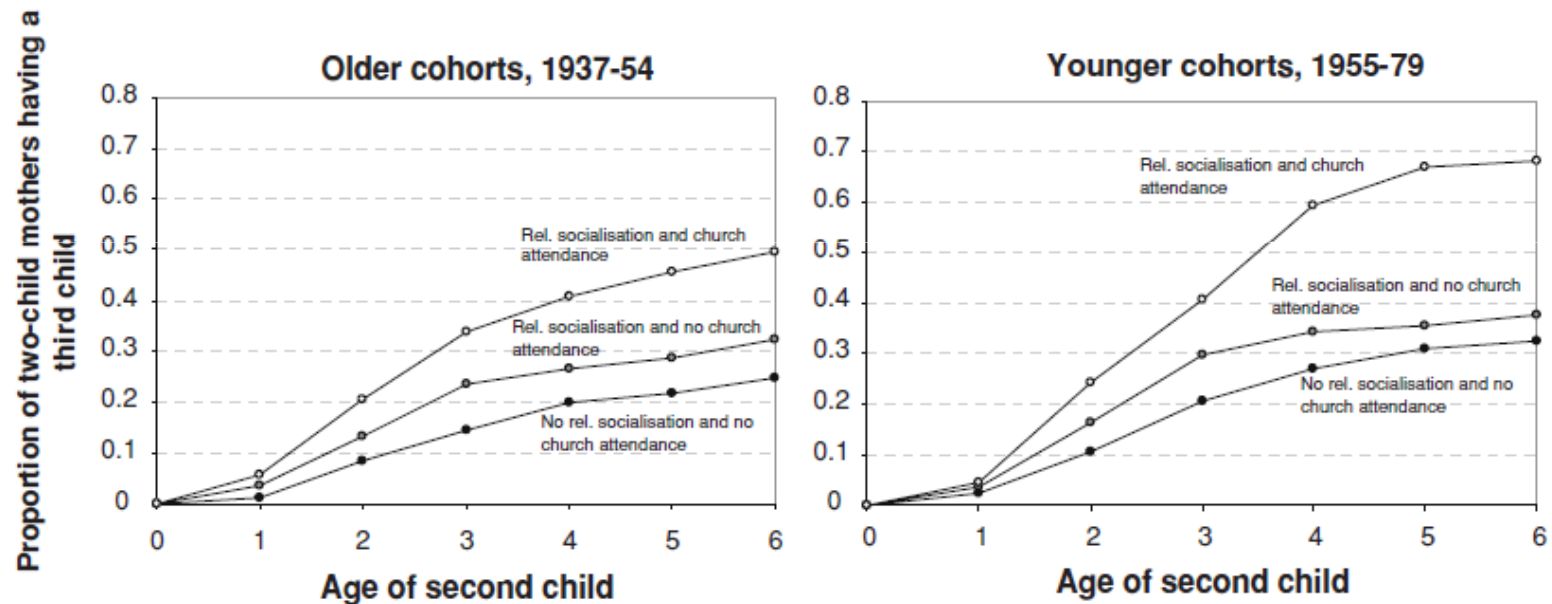 Proportion of two-child mothers having a
third child
Older cohorts, 1937-54
0.8
0.7
0.6
0.5
0.4
0.3
0.2
0.1
0
Rel. socialisation and church
attendance
Rel. socialisation and no church
attendance
No rel. socialisation and no
church attendance
0 1 2 3 4 5 6
Age of second child
Younger cohorts, 1955-79
0.8
0.7
0.6
0.5
0.4
0.3
0.2
0.1
0
Rel. socialisation and church
attendance
Rel. socialisation and no church
attendance
No rel. socialisation and no
church attendance
0 1 2 3 4 5 6
Age of second child